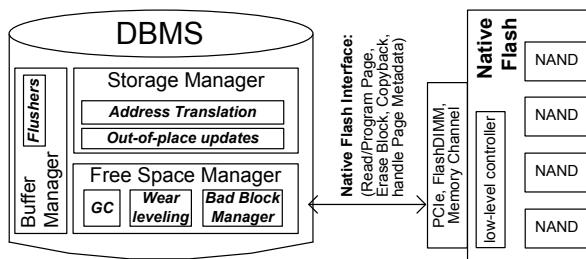 DBMS
Buffer
Manager
Flushers
Storage Manager
Address Translation
Out-of-place updates
Free Space Manager
GC
Wear
leveling
Bad Block
Manager
Native Flash Interface:
(Read/Program Page,
Erase Block, Copyback,
handle Page Metadata)
PCIe, FlashDIMM,
Memory Channel
Native
Flash
low-level controller
NAND
NAND
NAND
NAND